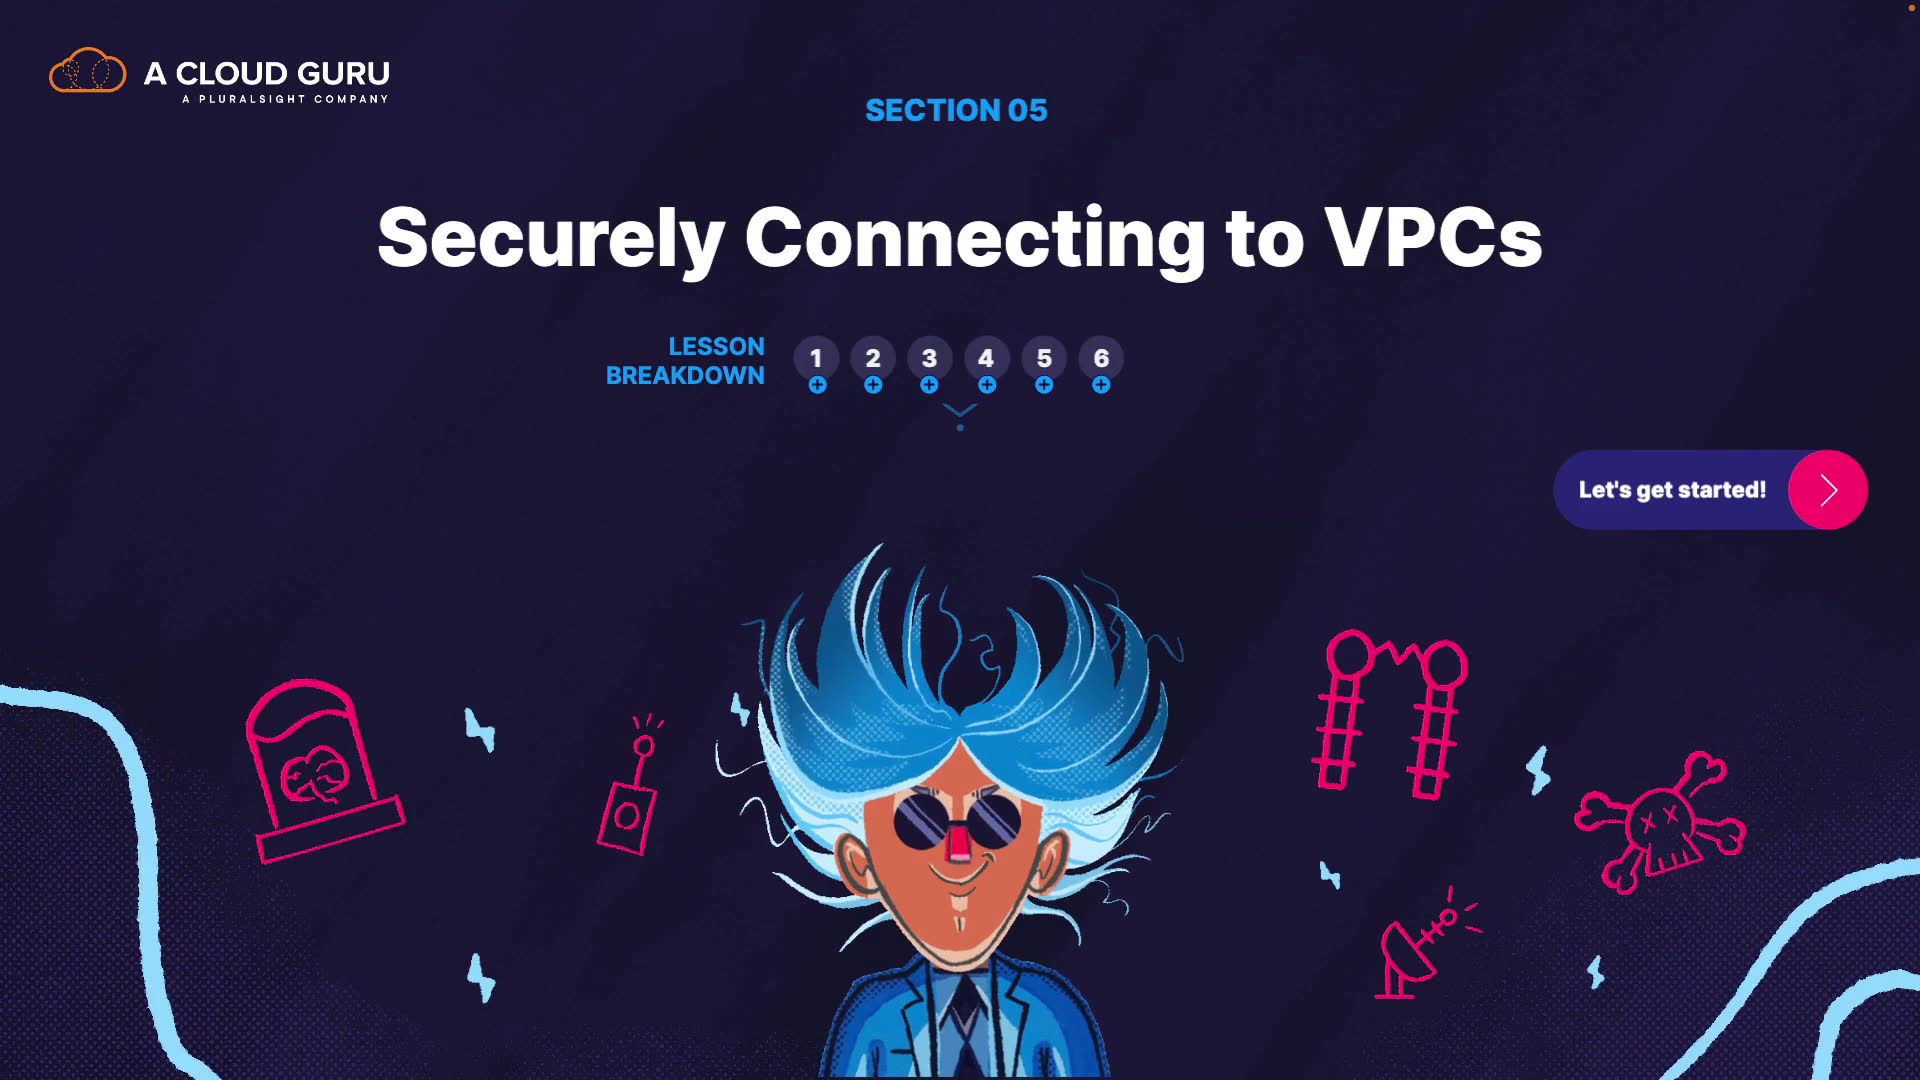 A CLOUD GURU
A PLURALSIGHT COMPANY
SECTION 05
Securely Connecting to VPCs
LESSON
BREAKDOWN
1 2 3 4 5 6
Let's get started!